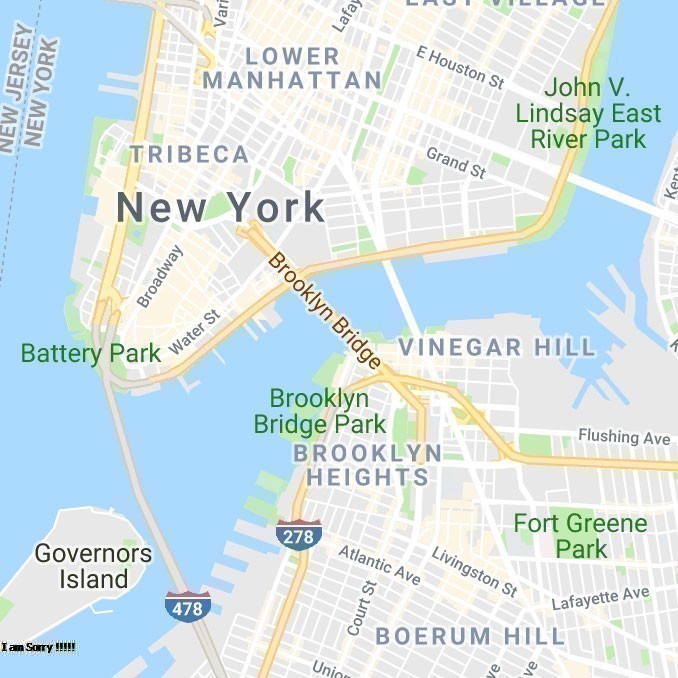 EAST VILLAGE
Lafay
Vari
NEW JERSEY
NEW YORK
LOWER
MANHATTAN
E Houston St
John V.
Lindsay East
River Park
TRIBECA
Grand St
Kent
New York
Broadway
Brooklyn Bridge
Water St
Battery Park
VINEGAR HILL
K
Brooklyn
Bridge Park
Flushing Ave
BROOKLYN
HEIGHTS
278
Fort Greene
Park
Governors
Island
Atlantic Ave
Livingston St
478
Court St
Lafayette Ave
I am Sorry !!!!!
BOERUM HILL
Union
ve
ve